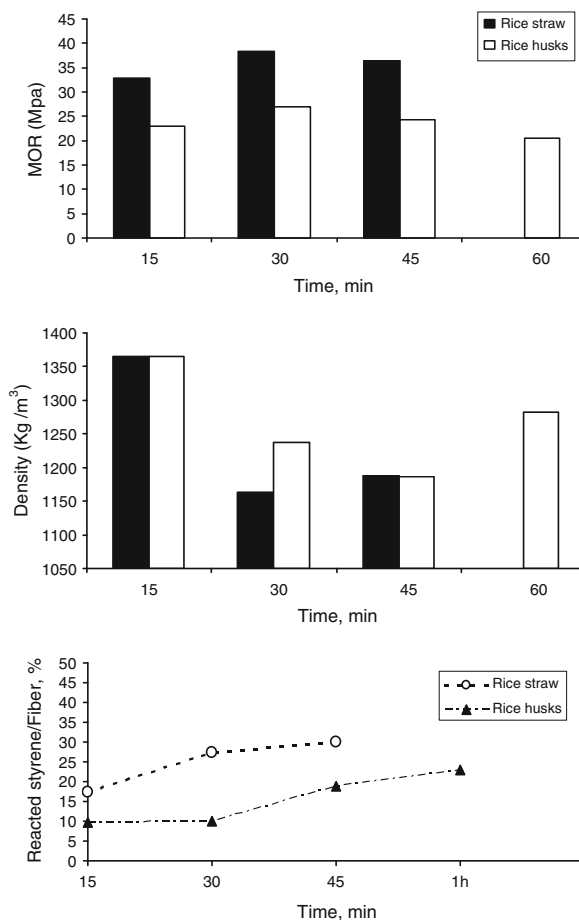 45
40
35
30
25
20
15
10
5
0
MOR (Mpa)
Rice straw
Rice husks
15 30 45 60
Time, min
1400
1350
1300
1250
1200
1150
1100
1050
Density (Kg /m³)
15 30 45 60
Time, min
50
45
40
35
30
25
20
15
10
5
0
Reacted styrene/Fiber, %
Rice straw
Rice husks
15 30 45 1h
Time, min